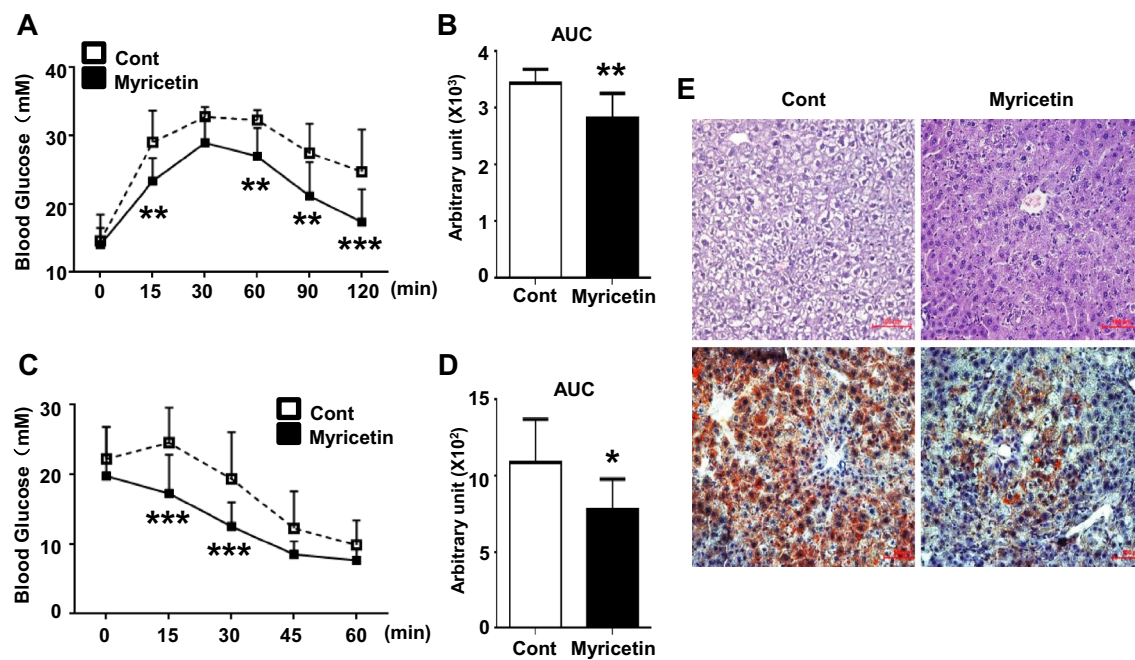 A
Cont
Myricetin
Blood Glucose (mM)
40
30
20
10
0 15 30 60 90 120 (min)
** ** ** ***
B
AUC
Arbitrary unit (X10³)
4
3
2
1
0
**
Cont Myricetin
C
Cont
Myricetin
Blood Glucose (mM)
30
20
10
0
0 15 30 45 60 (min)
*** ***
D
AUC
Arbitrary unit (X10²)
15
10
5
0
*
Cont Myricetin
E
Cont Myricetin